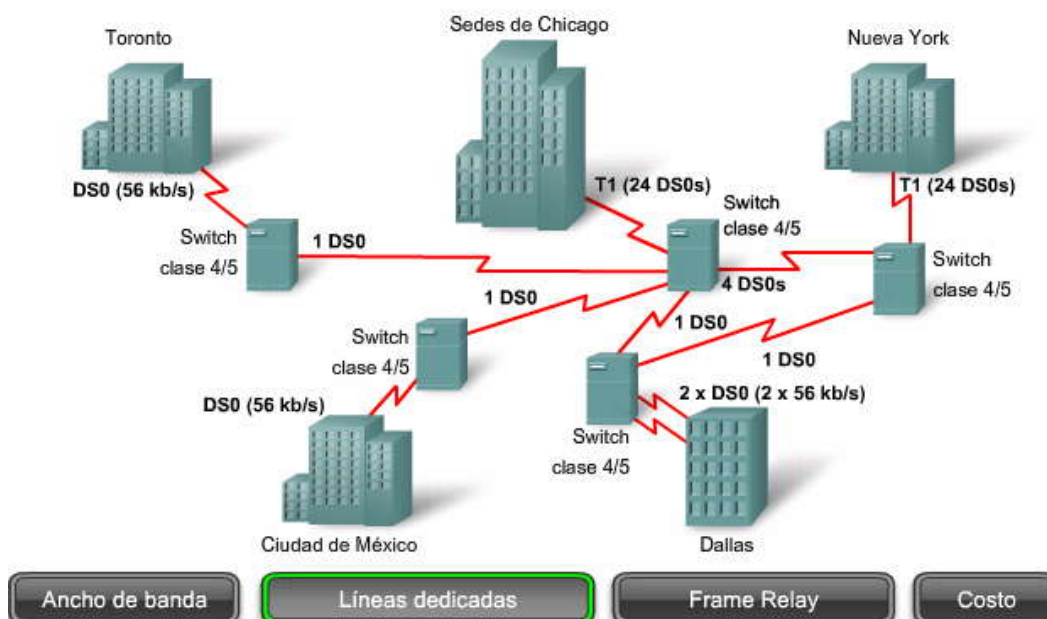 Toronto
Sedes de Chicago
Nueva York
DS0 (56 kb/s)
T1 (24 DS0s)
T1 (24 DS0s)
Switch
clase 4/5
Switch
clase 4/5
1 DS0
Switch
clase 4/5
4 DS0s
1 DS0
1 DS0
Switch
clase 4/5
1 DS0
DS0 (56 kb/s)
2 x DS0 (2 x 56 kb/s)
Switch
clase 4/5
Ciudad de México
Dallas
Ancho de banda
Líneas dedicadas
Frame Relay
Costo